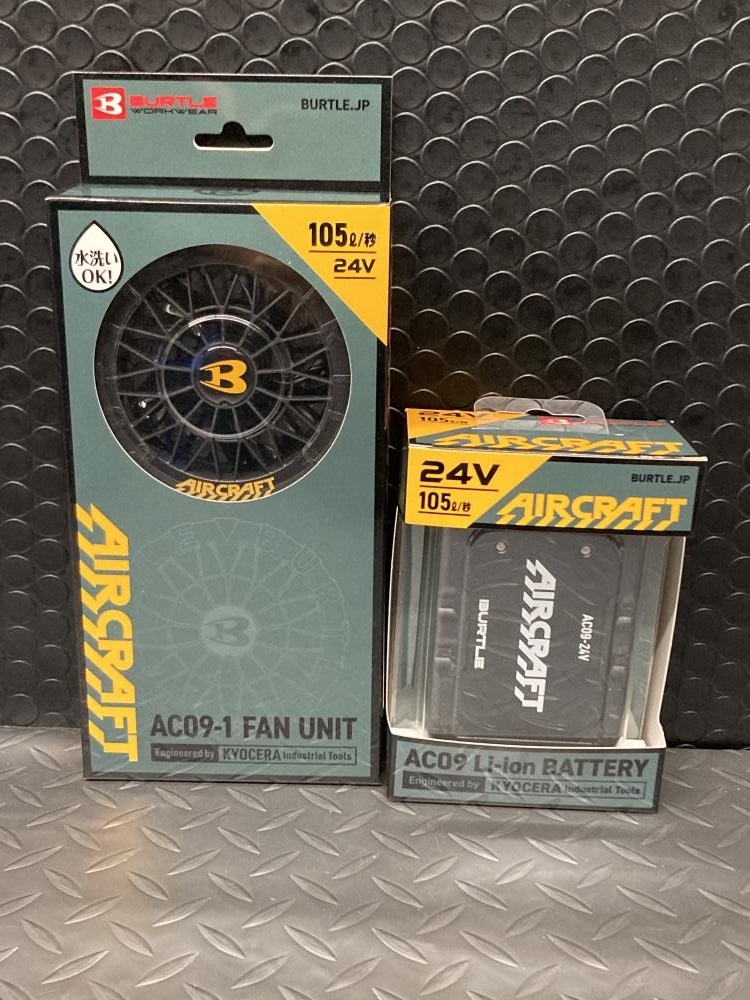 B BURTLE
WORKWEAR
BURTLE.JP
水洗い
OK!
105ℓ/秒
24V
B
AIRCRAFT
AIRCRAFT
B
AC09-1 FAN UNIT
Engineered by KYOCERA Industrial Tools
24V
105ℓ/秒
AIRCRAFT
24V
105ℓ/秒
BURTLE.JP
AIRCRAFT
AC09-24V
AIRCRAFT
BURTLE
AC09 Li-ion BATTERY
Engineered by KYOCERA Industrial Tools